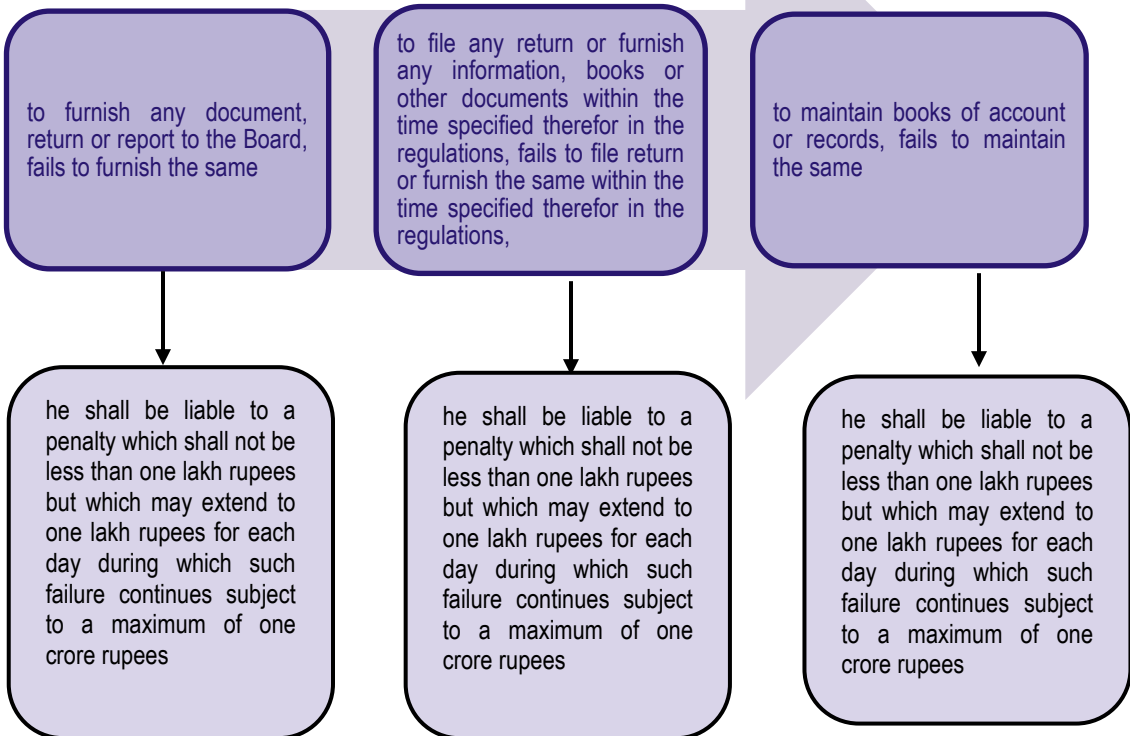 to furnish any document,
return or report to the Board,
fails to furnish the same
to file any return or furnish
any information, books or
other documents within the
time specified therefor in the
regulations, fails to file return
or furnish the same within the
time specified therefor in the
regulations,
to maintain books of account
or records, fails to maintain
the same
he shall be liable to a
penalty which shall not be
less than one lakh rupees
but which may extend to
one lakh rupees for each
day during which such
failure continues subject
to a maximum of one
crore rupees
he shall be liable to a
penalty which shall not be
less than one lakh rupees
but which may extend to
one lakh rupees for each
day during which such
failure continues subject
to a maximum of one
crore rupees
he shall be liable to a
penalty which shall not be
less than one lakh rupees
but which may extend to
one lakh rupees for each
day during which such
failure continues subject
to a maximum of one
crore rupees